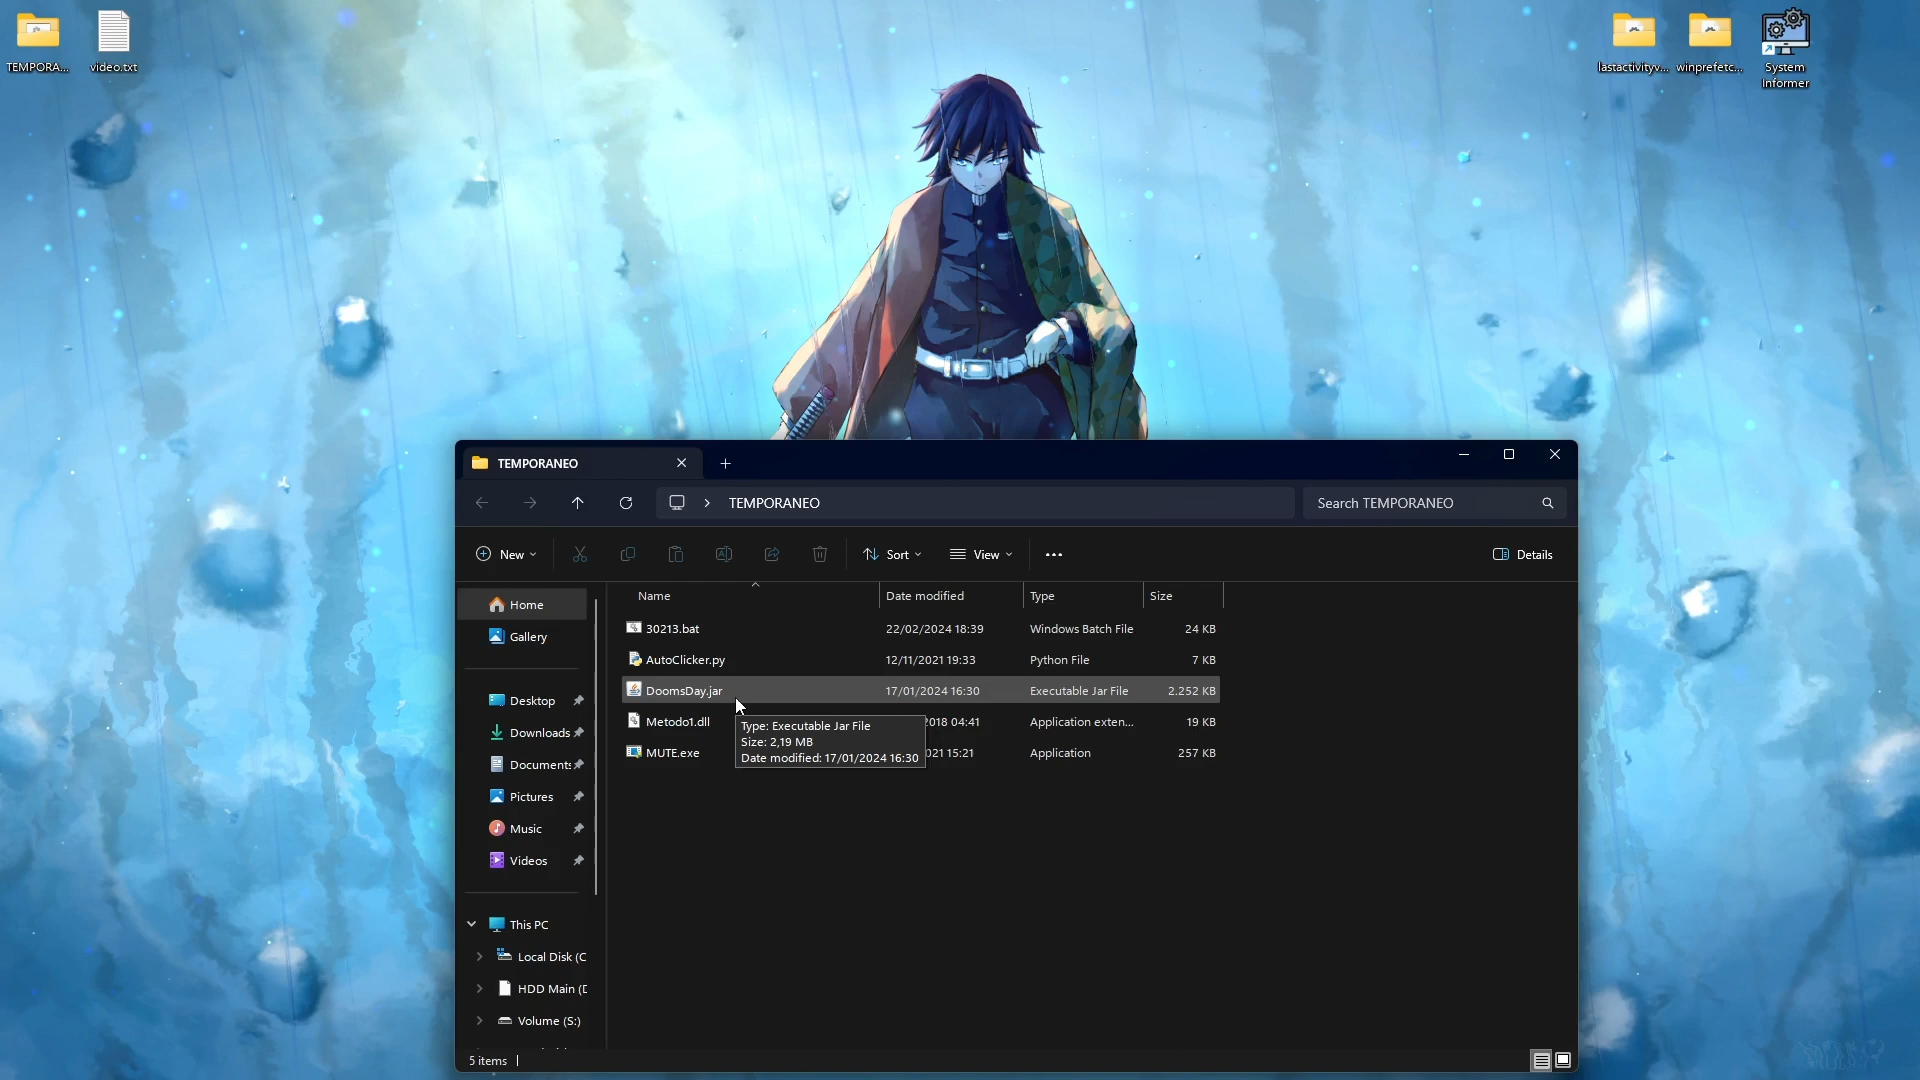 TEMPORA...
video.txt
lastactivityv...
winprefetc...
System
Informer
TEMPORANEO
TEMPORANEO
Search TEMPORANEO
New
Sort
View
Details
Name
Date modified
Type
Size
30213.bat
22/02/2024 18:39
Windows Batch File
24 KB
AutoClicker.py
12/11/2021 19:33
Python File
7 KB
DoomsDay.jar
17/01/2024 16:30
Executable Jar File
2.252 KB
Metodo1.dll
2018 04:41
Application exten...
19 KB
MUTE.exe
15:21
Application
257 KB
Type: Executable Jar File
Size: 2,19 MB
Date modified: 17/01/2024 16:30
Home
Gallery
Desktop
Downloads
Documents
Pictures
Music
Videos
This PC
Local Disk (C
HDD Main (D
Volume (S:)
5 items